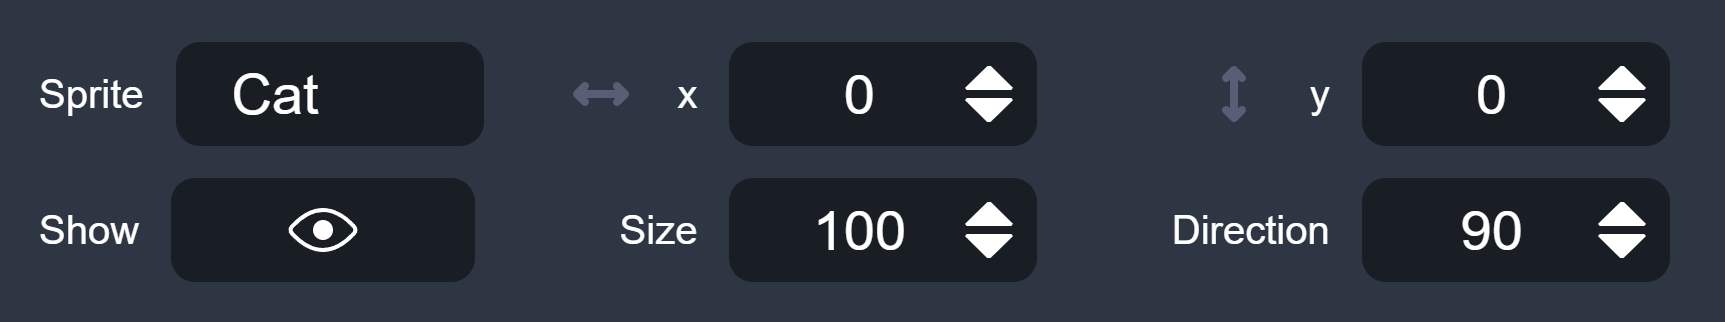 Sprite Cat x 0 y 0
Show Size 100 Direction 90